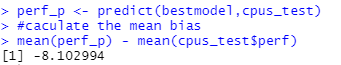 > perf_p <- predict(bestmodel,cpus_test)
> #caculate the mean bias
> mean(perf_p) - mean(cpus_test$perf)
[1] -8.102994